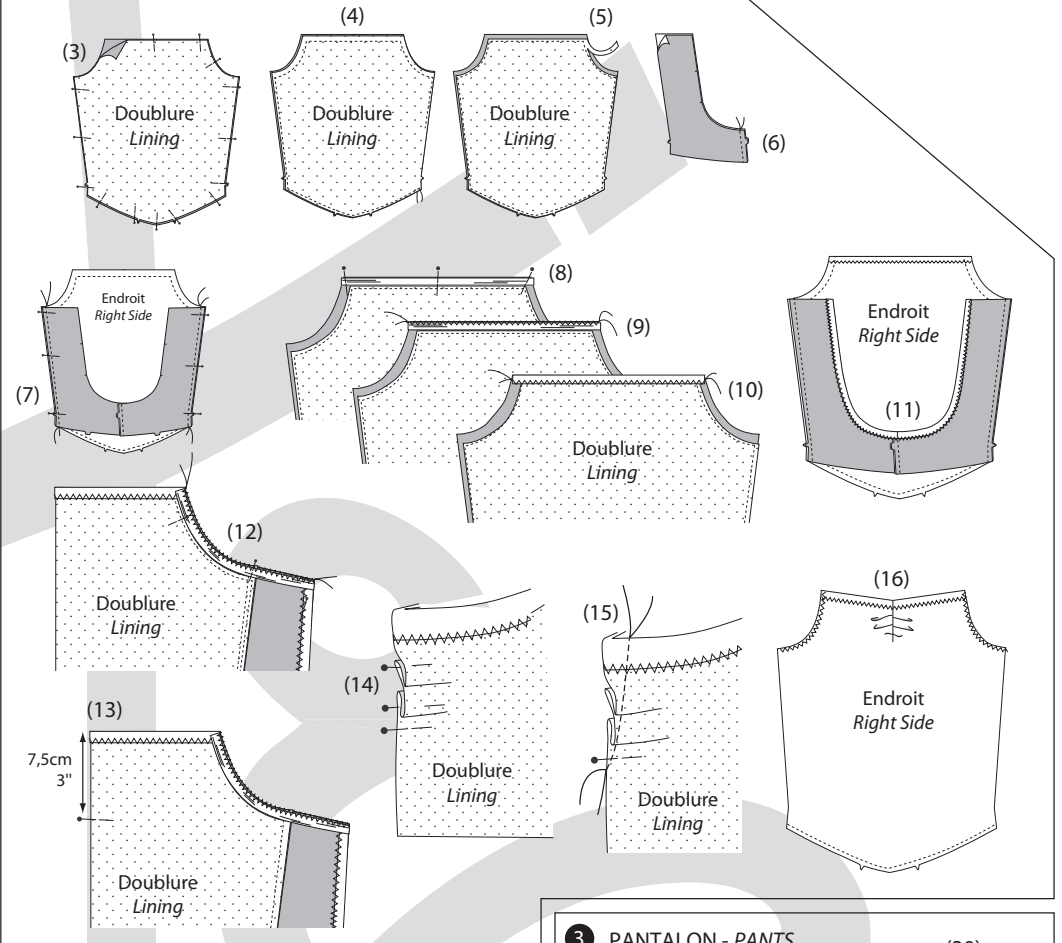 (3)
(4)
(5)
(6)
Doublure
Lining
Doublure
Lining
Doublure
Lining
(7)
Endroit
Right Side
(8)
(9)
(10)
Doublure
Lining
Endroit
Right Side
(11)
(12)
Doublure
Lining
(13)
7,5cm
3"
Doublure
Lining
(14)
Doublure
Lining
(15)
Doublure
Lining
(16)
Endroit
Right Side
3 PANTALON - PANTS